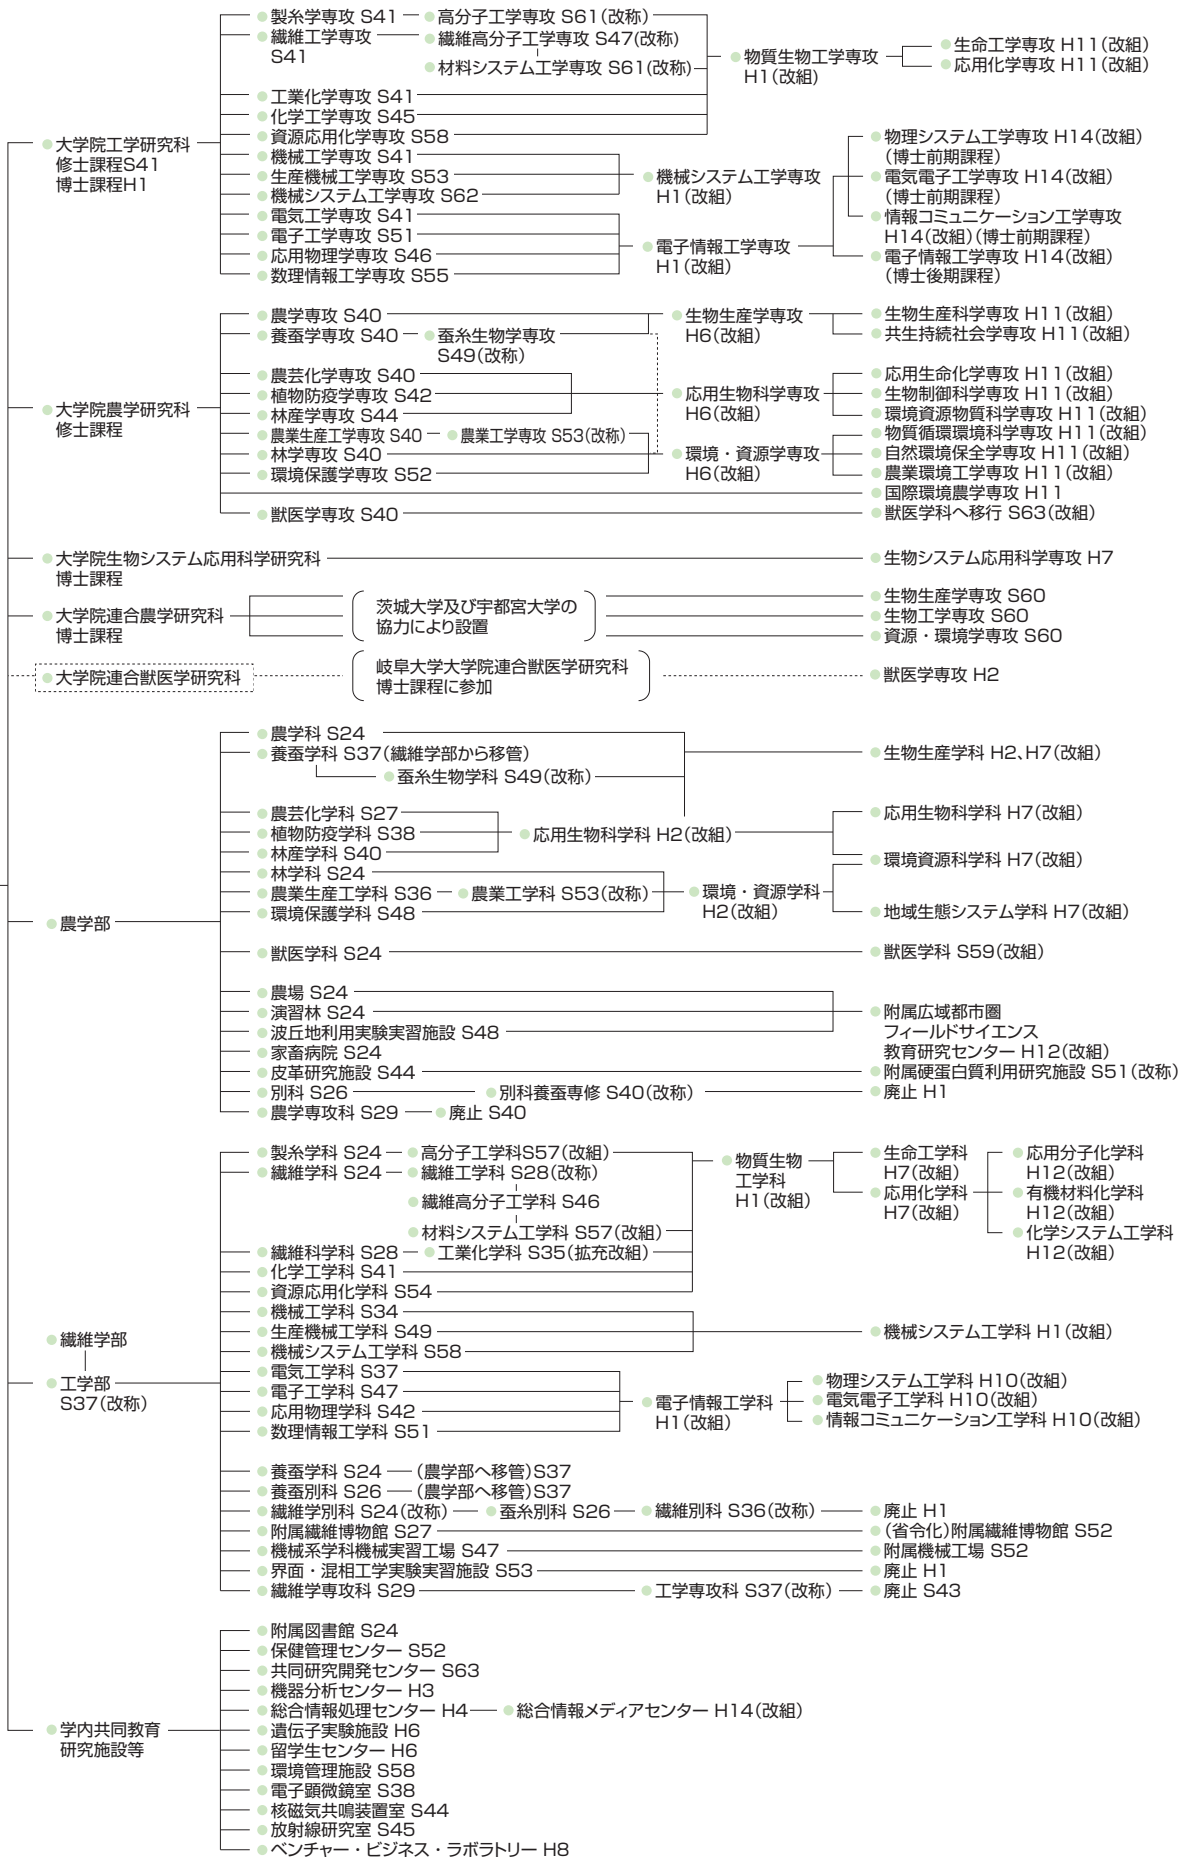 製糸学専攻 S41
高分子工学専攻 S61(改称)
繊維工学専攻
S41
繊維高分子工学専攻 S47(改称)
材料システム工学専攻 S61(改称)
物質生物工学専攻
H1(改組)
生命工学専攻 H11(改組)
応用化学専攻 H11(改組)
工業化学専攻 S41
化学工学専攻 S45
資源応用化学専攻 S58
大学院工学研究科
修士課程S41
博士課程H1
機械工学専攻 S41
生産機械工学専攻 S53
機械システム工学専攻 S62
機械システム工学専攻
H1(改組)
電気工学専攻 S41
電子工学専攻 S51
応用物理学専攻 S46
数理情報工学専攻 S55
電子情報工学専攻
H1(改組)
物理システム工学専攻 H14(改組)
(博士前期課程)
電気電子工学専攻 H14(改組)
(博士前期課程)
情報コミュニケーション工学専攻
H14(改組)(博士前期課程)
電子情報工学専攻 H14(改組)
(博士後期課程)
農学専攻 S40
養蚕学専攻 S40
蚕糸生物学専攻
S49(改称)
生物生産学専攻
H6(改組)
生物生産科学専攻 H11(改組)
共生持続社会学専攻 H11(改組)
農芸化学専攻 S40
植物防疫学専攻 S42
林産学専攻 S44
応用生物科学専攻
H6(改組)
応用生命化学専攻 H11(改組)
生物制御科学専攻 H11(改組)
環境資源物質科学専攻 H11(改組)
大学院農学研究科
修士課程
農業生産工学専攻 S40
農業工学専攻 S53(改称)
林学専攻 S40
環境保護学専攻 S52
環境・資源学専攻
H6(改組)
物質循環環境科学専攻 H11(改組)
自然環境保全学専攻 H11(改組)
農業環境工学専攻 H11(改組)
国際環境農学専攻 H11
獣医学専攻 S40
獣医学科へ移行 S63(改組)
大学院生物システム応用科学研究科
博士課程
生物システム応用科学専攻 H7
大学院連合農学研究科
博士課程
茨城大学及び宇都宮大学の
協力により設置
生物生産学専攻 S60
生物工学専攻 S60
資源・環境学専攻 S60
大学院連合獣医学研究科
岐阜大学大学院連合獣医学研究科
博士課程に参加
獣医学専攻 H2
農学部
農学科 S24
養蚕学科 S37(繊維学部から移管)
蚕糸生物学科 S49(改称)
生物生産学科 H2、H7(改組)
農芸化学科 S27
植物防疫学科 S38
林産学科 S40
応用生物科学科 H2(改組)
応用生物科学科 H7(改組)
環境資源科学科 H7(改組)
林学科 S24
農業生産工学科 S36
農業工学科 S53(改称)
環境保護学科 S48
環境・資源学科
H2(改組)
地域生態システム学科 H7(改組)
獣医学科 S24
獣医学科 S59(改組)
農場 S24
演習林 S24
波丘地利用実験実習施設 S48
附属広域都市圏
フィールドサイエンス
教育研究センター H12(改組)
家畜病院 S24
皮革研究施設 S44
附属硬蛋白質利用研究施設 S51(改称)
別科 S26
別科養蚕専修 S40(改称)
廃止 H1
農学専攻科 S29
廃止 S40
繊維学部
工学部
S37(改称)
製糸学科 S24
高分子工学科S57(改組)
繊維学科 S24
繊維工学科 S28(改称)
繊維高分子工学科 S46
材料システム工学科 S57(改組)
物質生物
工学科
H1(改組)
生命工学科
H7(改組)
応用化学科
H7(改組)
応用分子化学科
H12(改組)
有機材料化学科
H12(改組)
化学システム工学科
H12(改組)
繊維科学科 S28
工業化学科 S35(拡充改組)
化学工学科 S41
資源応用化学科 S54
機械工学科 S34
生産機械工学科 S49
機械システム工学科 S58
機械システム工学科 H1(改組)
電気工学科 S37
電子工学科 S47
応用物理学科 S42
数理情報工学科 S51
電子情報工学科
H1(改組)
物理システム工学科 H10(改組)
電気電子工学科 H10(改組)
情報コミュニケーション工学科 H10(改組)
養蚕学科 S24
(農学部へ移管)S37
養蚕別科 S26
(農学部へ移管)S37
繊維学別科 S24(改称)
蚕糸別科 S26
繊維別科 S36(改称)
廃止 H1
附属繊維博物館 S27
(省令化)附属繊維博物館 S52
機械系学科機械実習工場 S47
附属機械工場 S52
界面・混相工学実験実習施設 S53
廃止 H1
繊維学専攻科 S29
工学専攻科 S37(改称)
廃止 S43
学内共同教育
研究施設等
附属図書館 S24
保健管理センター S52
共同研究開発センター S63
機器分析センター H3
総合情報処理センター H4
総合情報メディアセンター H14(改組)
遺伝子実験施設 H6
留学生センター H6
環境管理施設 S58
電子顕微鏡室 S38
核磁気共鳴装置室 S44
放射線研究室 S45
ベンチャー・ビジネス・ラボラトリー H8